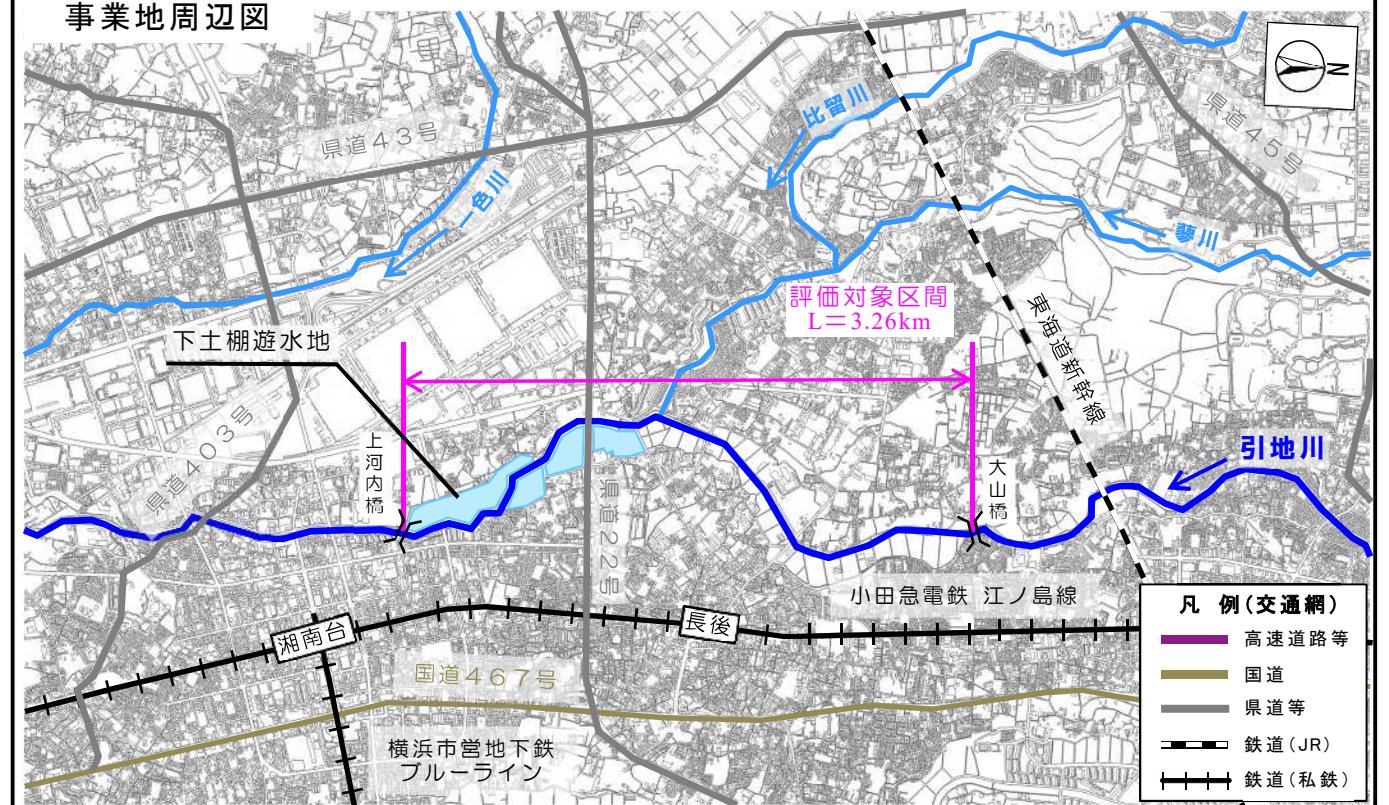 事業地周辺図
N
県道43号
一色川
比留川
県道45号
蓼川
評価対象区間
L=3.26km
東海道新幹線
下土棚遊水地
県道403号
上河内橋
県道22号
大山橋
引地川
小田急電鉄 江ノ島線
湘南台
長後
国道467号
横浜市営地下鉄
ブルーライン
凡 例(交通網)
高速道路等
国道
県道等
鉄道(JR)
鉄道(私鉄)